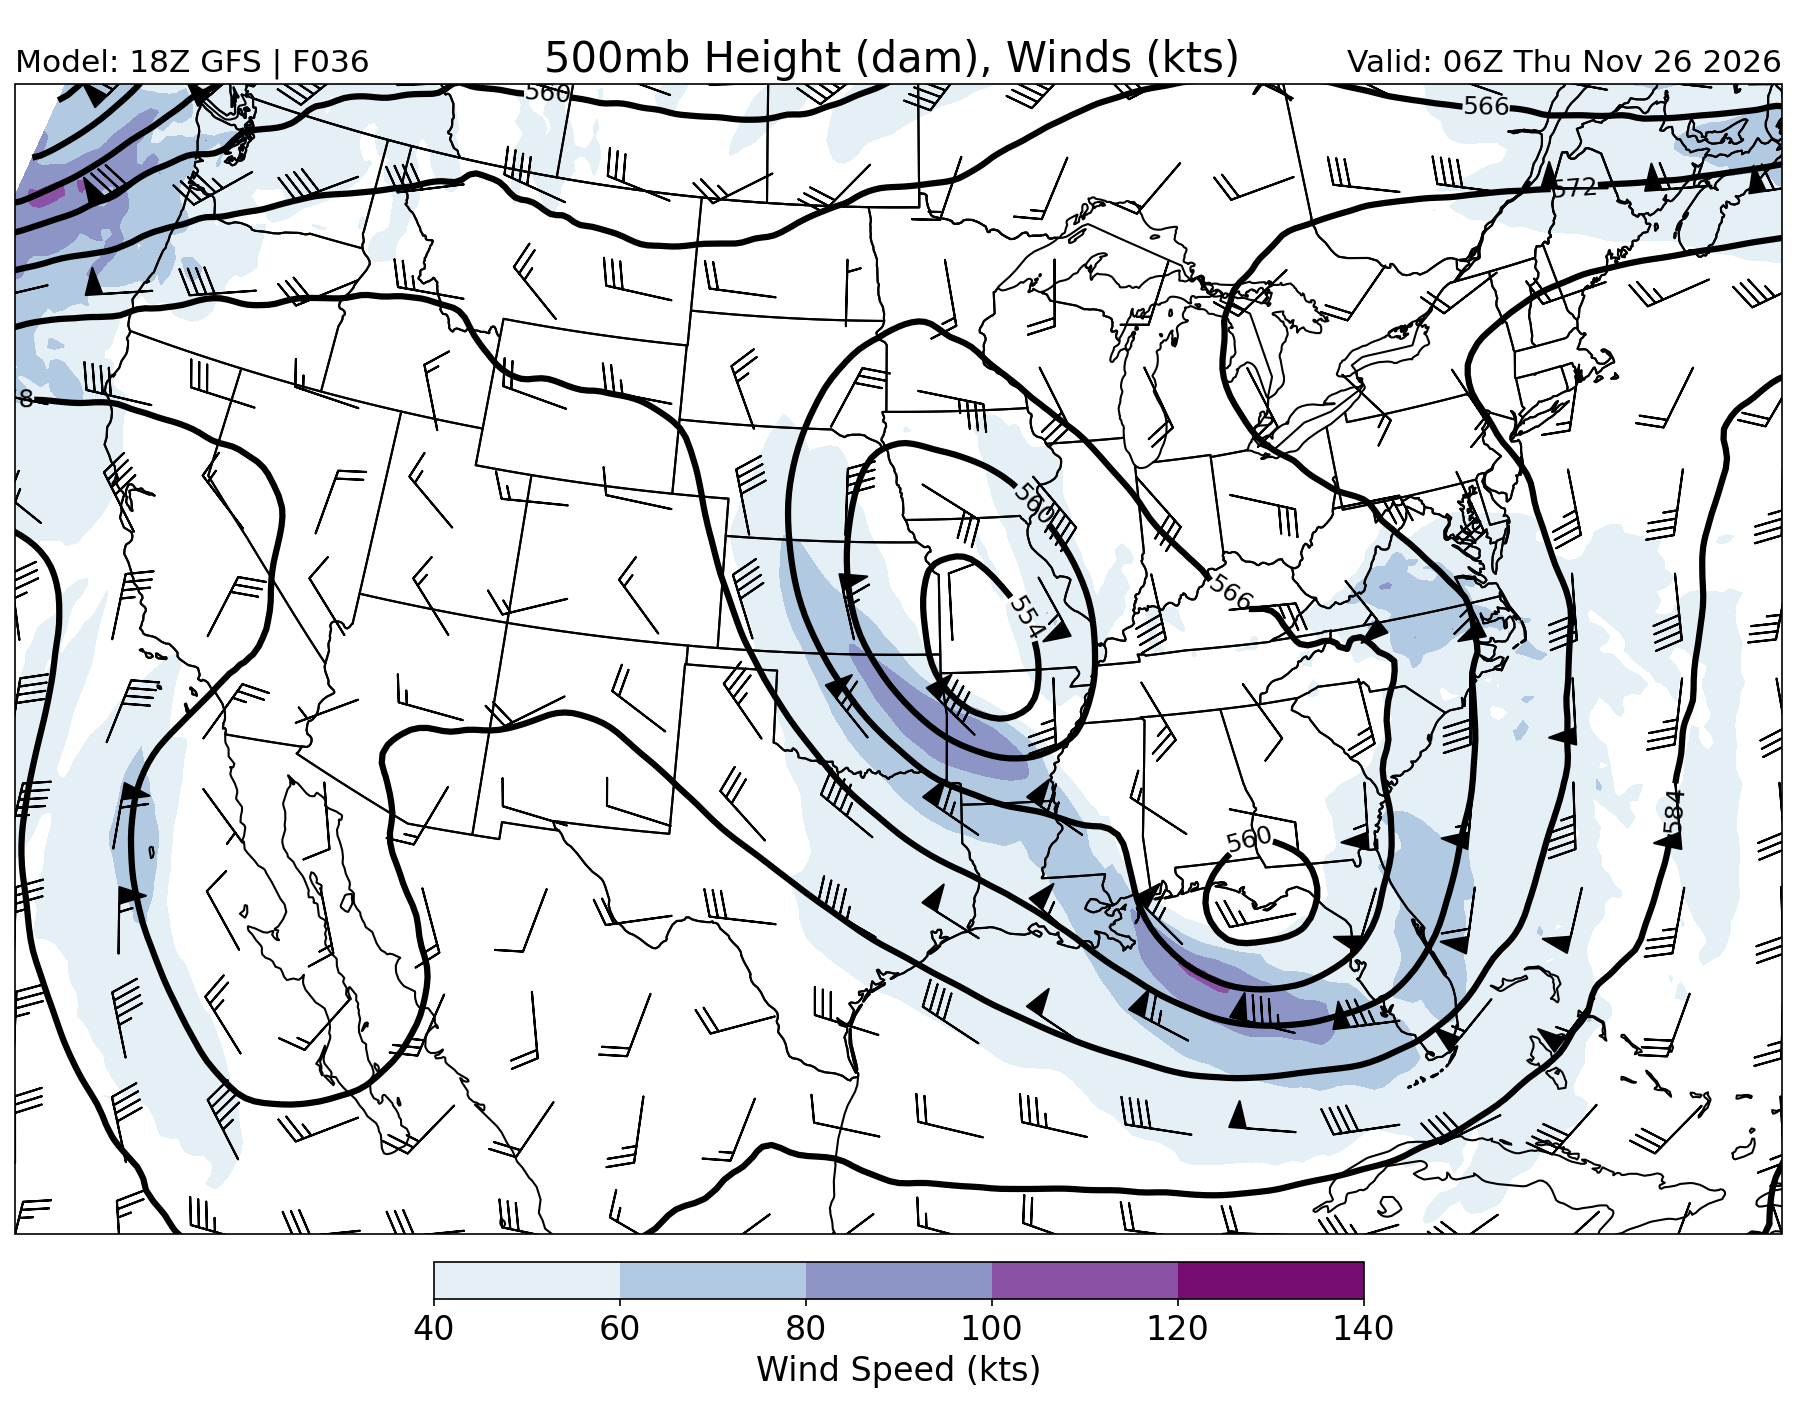 Model: 18Z GFS | F036
500mb Height (dam), Winds (kts)
Valid: 06Z Thu Nov 26 2026
560
566
572
8
560
554
566
584
560
40 60 80 100 120 140
Wind Speed (kts)